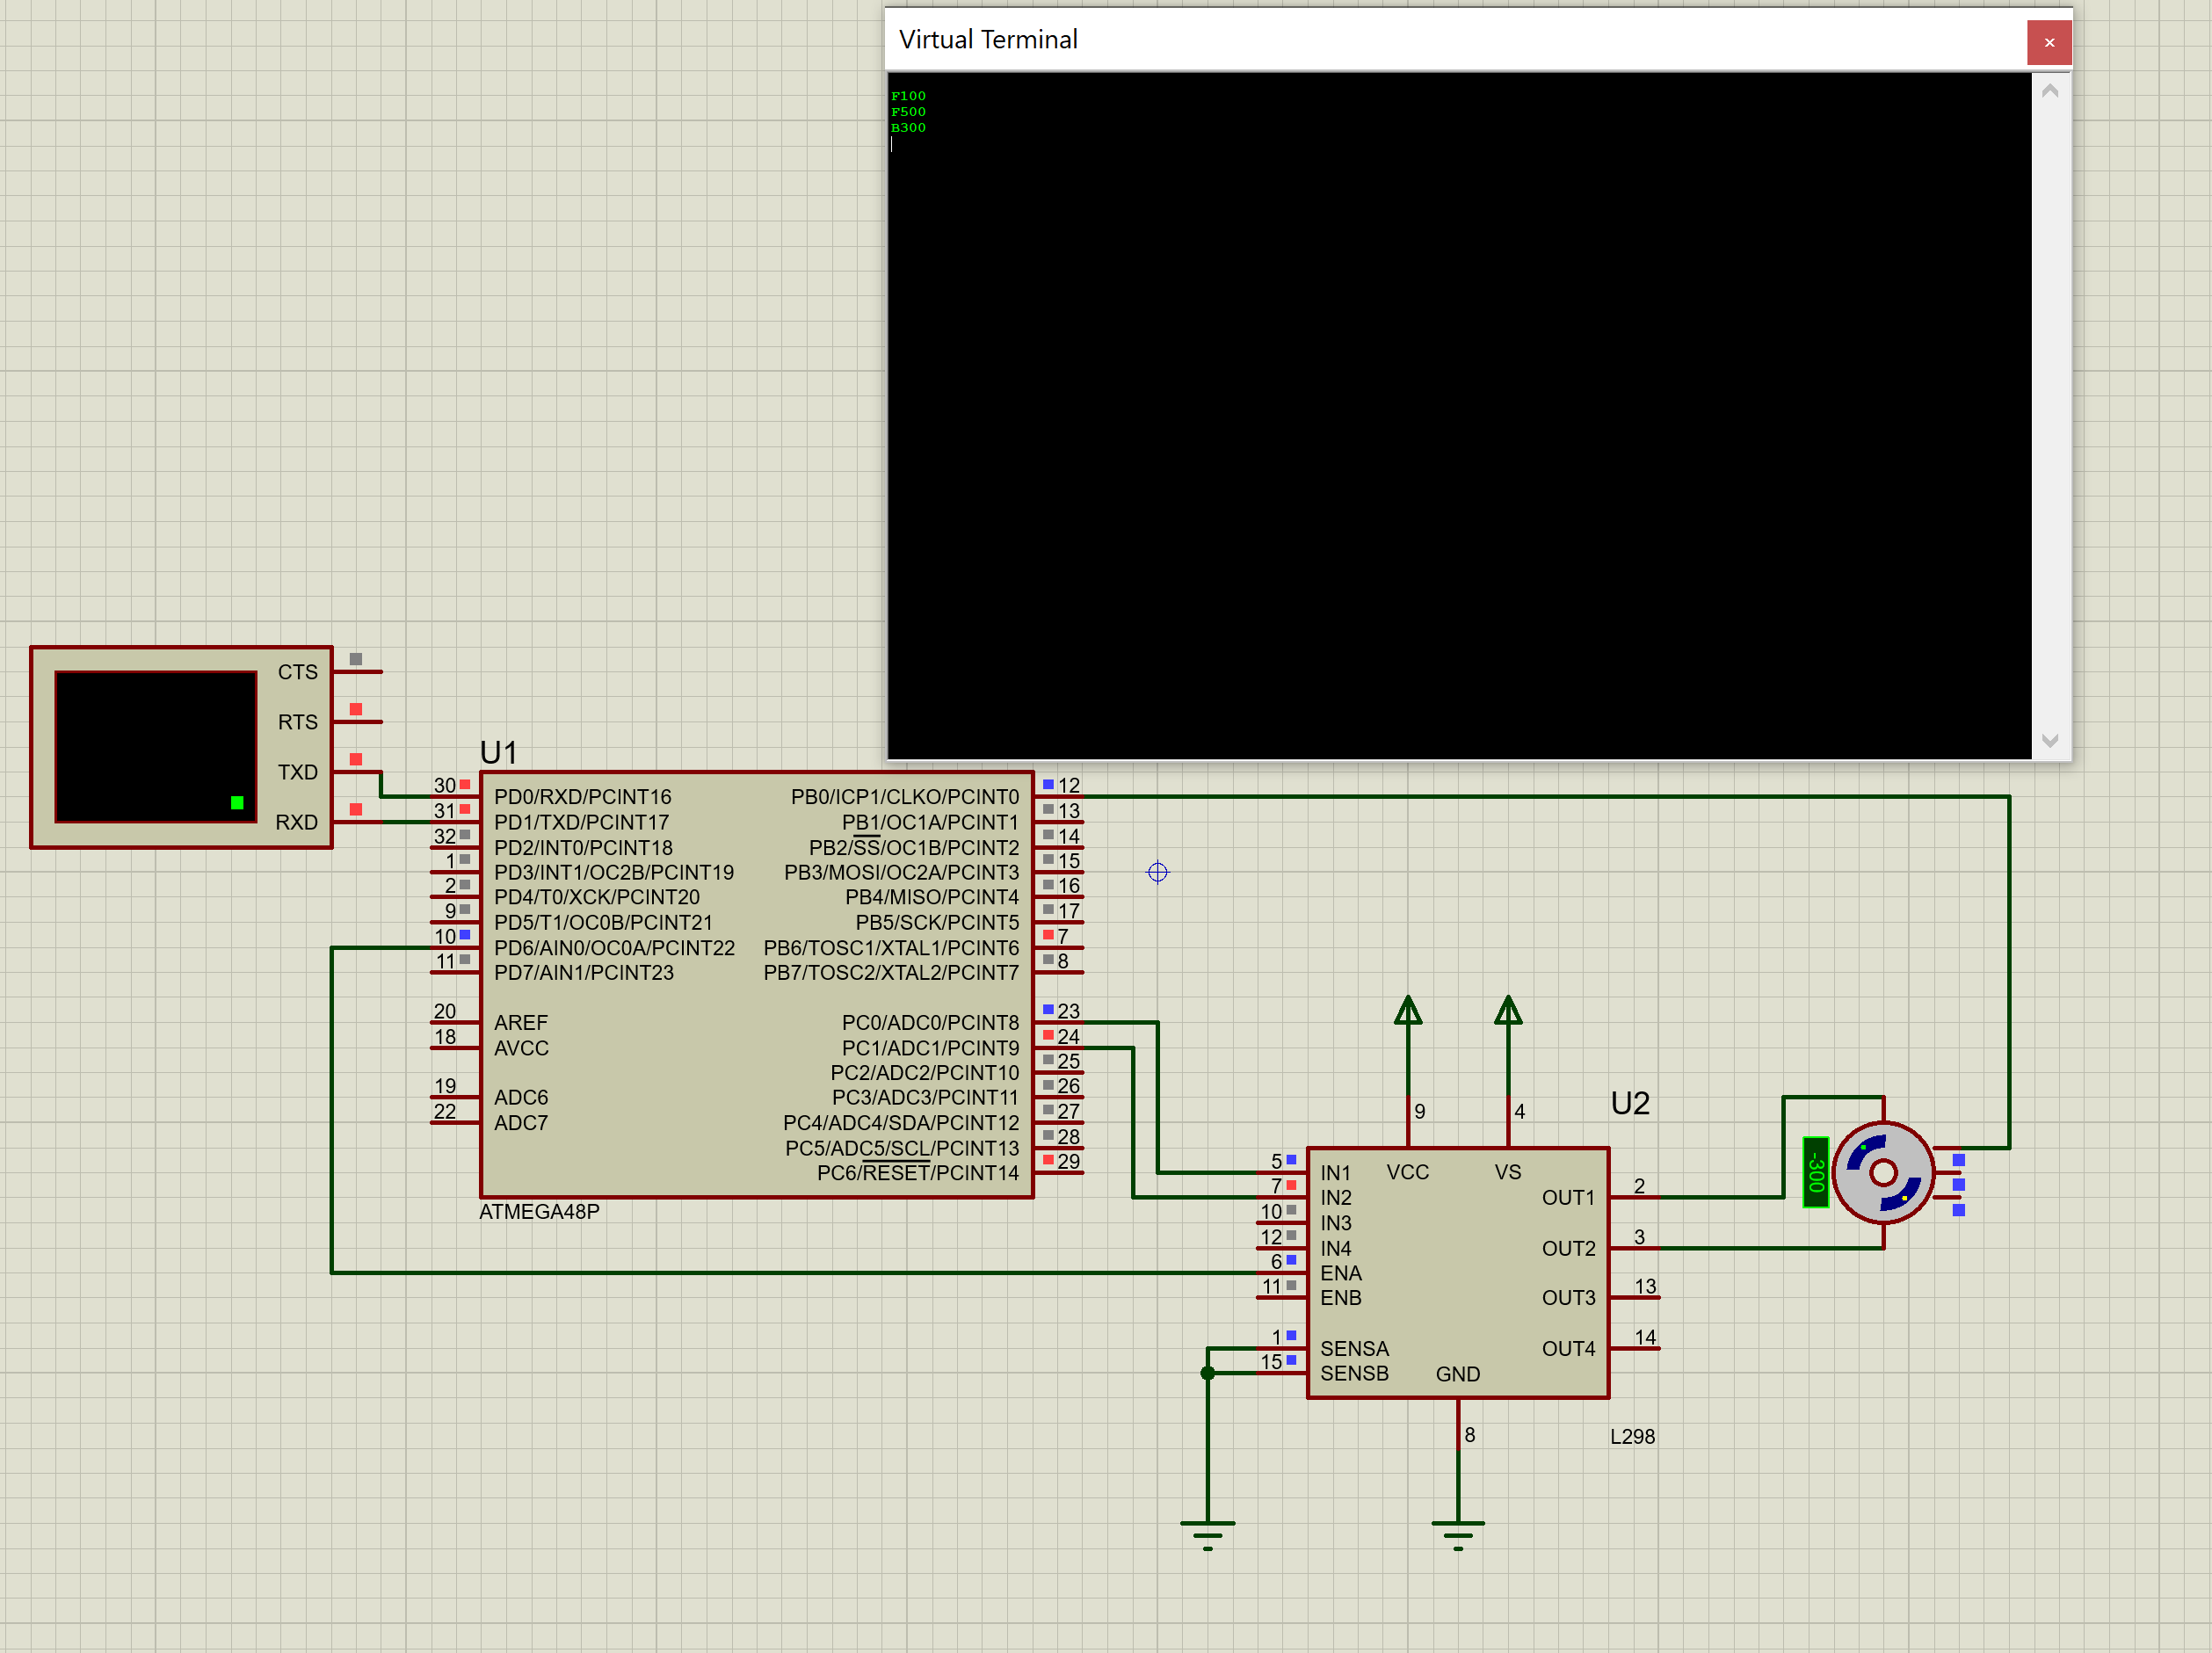 Virtual Terminal
F100
F500
B300
CTS
RTS
TXD
RXD
U1
30 PD0/RXD/PCINT16
31 PD1/TXD/PCINT17
32 PD2/INT0/PCINT18
1 PD3/INT1/OC2B/PCINT19
2 PD4/T0/XCK/PCINT20
9 PD5/T1/OC0B/PCINT21
10 PD6/AIN0/OC0A/PCINT22
11 PD7/AIN1/PCINT23
20 AREF
18 AVCC
19 ADC6
22 ADC7
PB0/ICP1/CLKO/PCINT0 12
PB1/OC1A/PCINT1 13
PB2/SS/OC1B/PCINT2 14
PB3/MOSI/OC2A/PCINT3 15
PB4/MISO/PCINT4 16
PB5/SCK/PCINT5 17
PB6/TOSC1/XTAL1/PCINT6 7
PB7/TOSC2/XTAL2/PCINT7 8
PC0/ADC0/PCINT8 23
PC1/ADC1/PCINT9 24
PC2/ADC2/PCINT10 25
PC3/ADC3/PCINT11 26
PC4/ADC4/SDA/PCINT12 27
PC5/ADC5/SCL/PCINT13 28
PC6/RESET/PCINT14 29
ATMEGA48P
U2
9
4
VCC
VS
5 IN1
7 IN2
10 IN3
12 IN4
6 ENA
11 ENB
1 SENSA
15 SENSB
OUT1 2
OUT2 3
OUT3 13
OUT4 14
GND
8
L298
-300